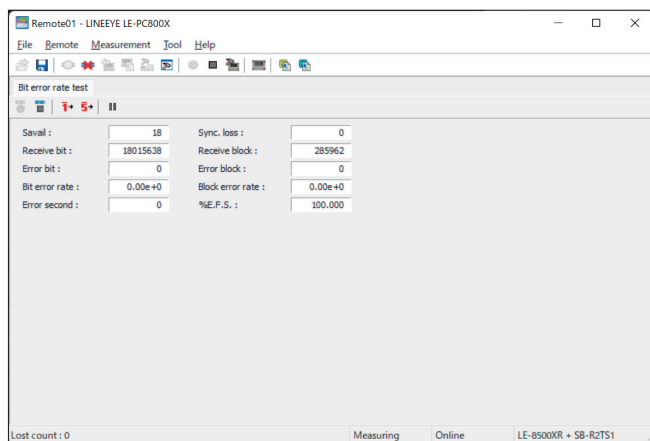 Remote01 - LINEEYE LE-PC800X
File Remote Measurement Tool Help
Bit error rate test
1 5
Savail : 18 Sync. loss : 0
Receive bit : 18015638 Receive block : 285962
Error bit : 0 Error block : 0
Bit error rate : 0.00e+0 Block error rate : 0.00e+0
Error second : 0 %E.F.S. : 100.000
Lost count : 0 Measuring Online LE-8500XR + SB-R2TS1